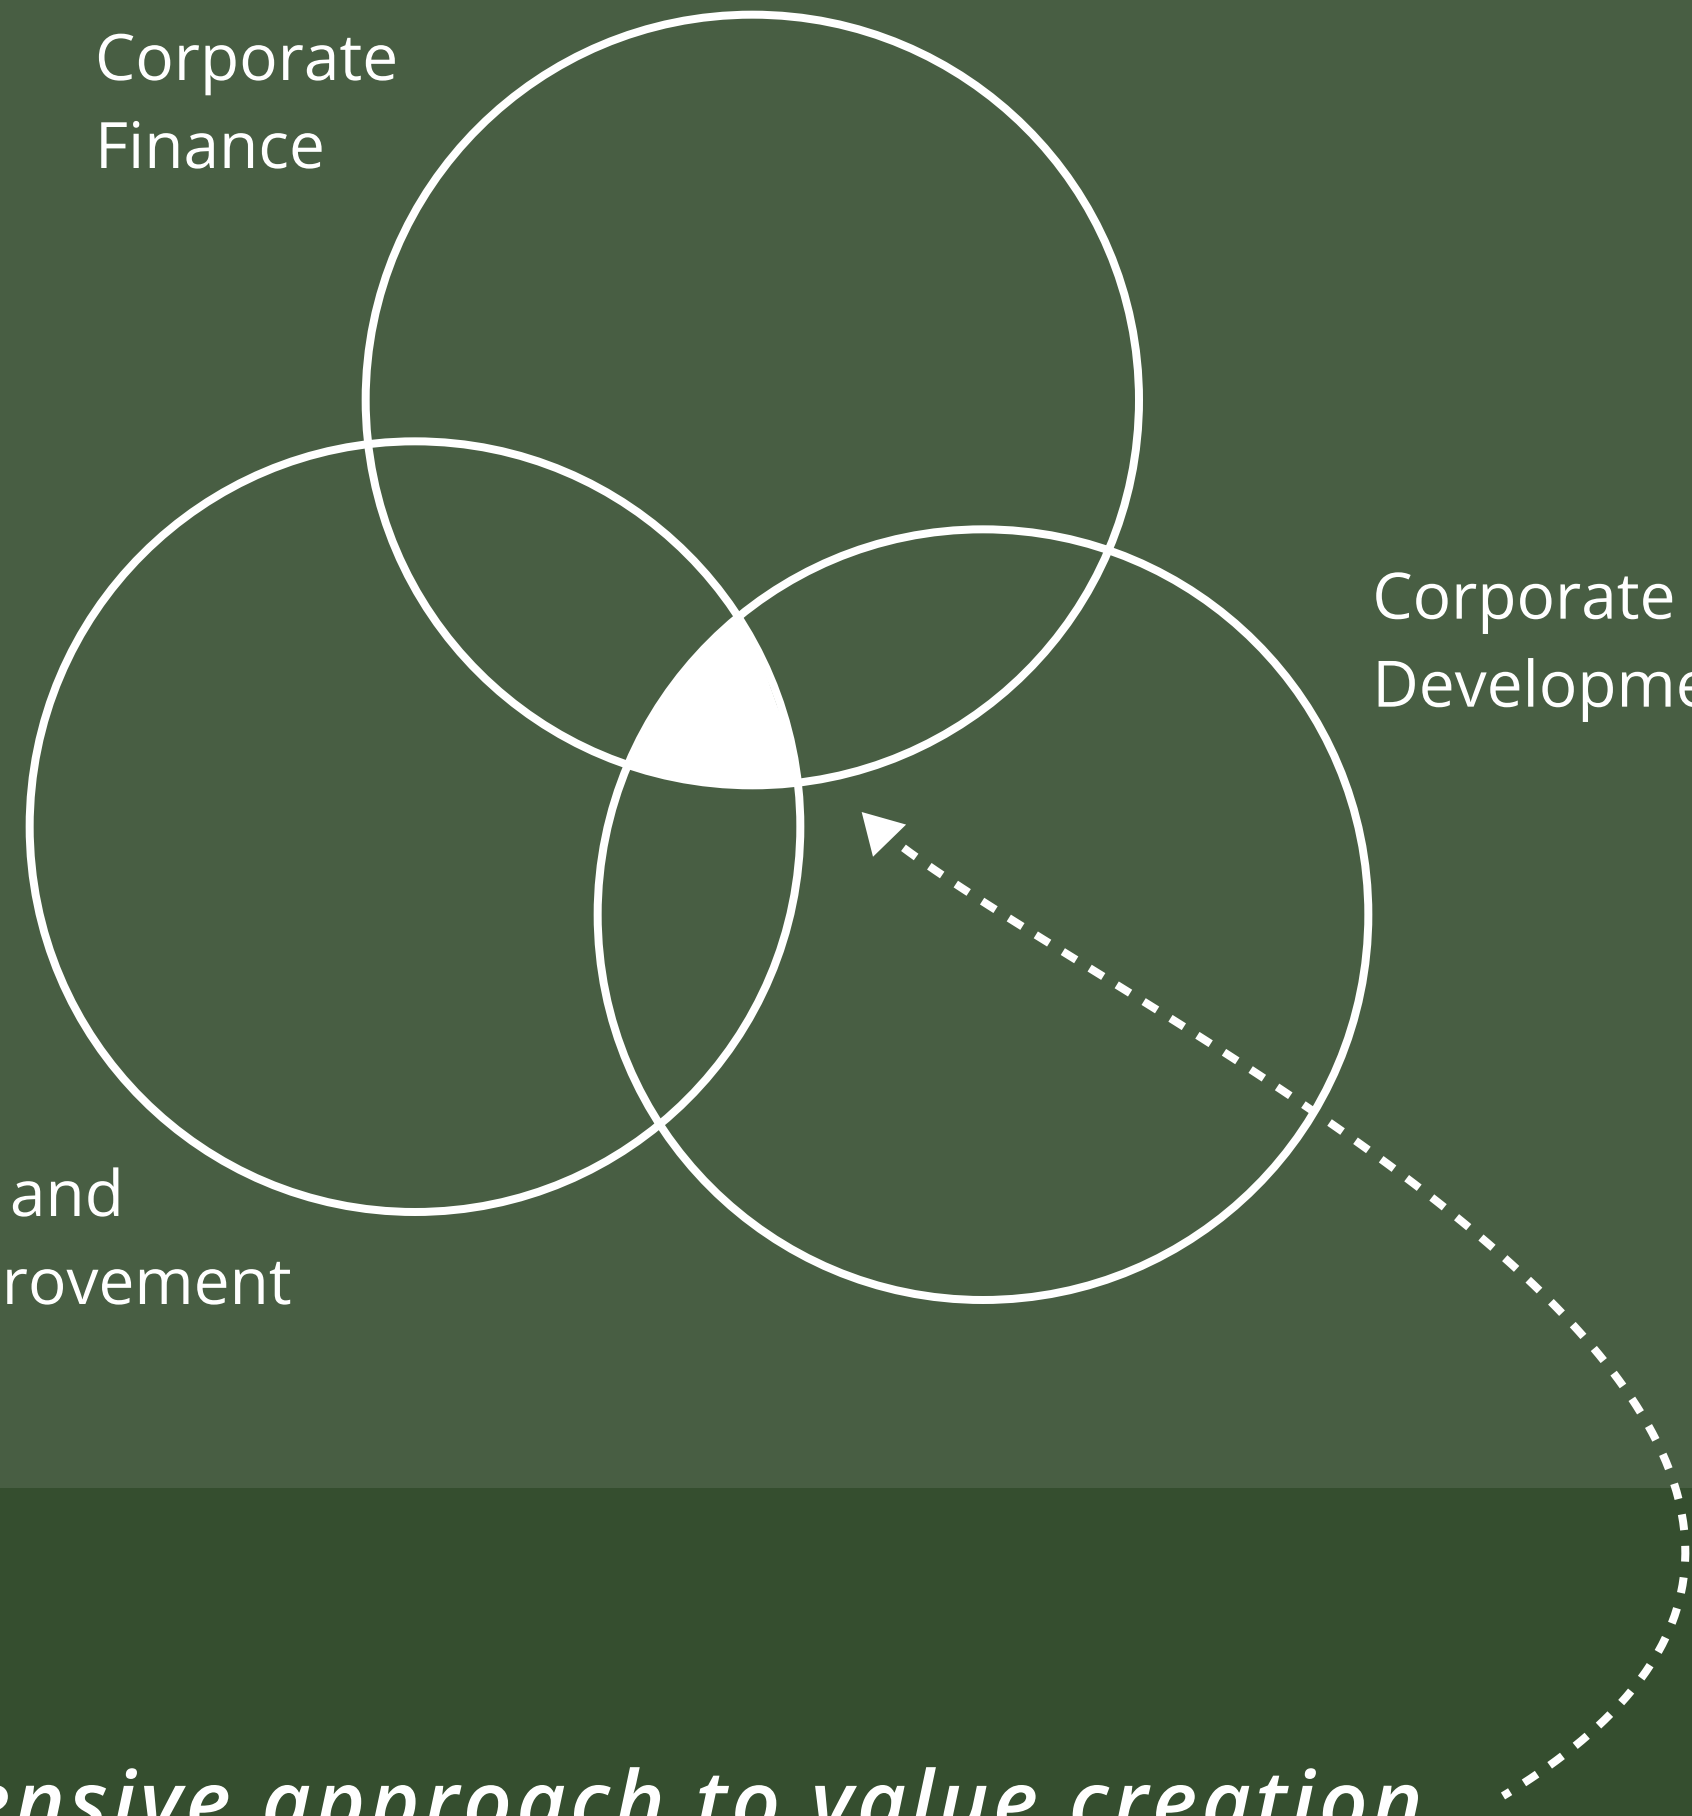 Corporate
Finance
Corporate
Developme
and
rovement
ensive approach to value creation